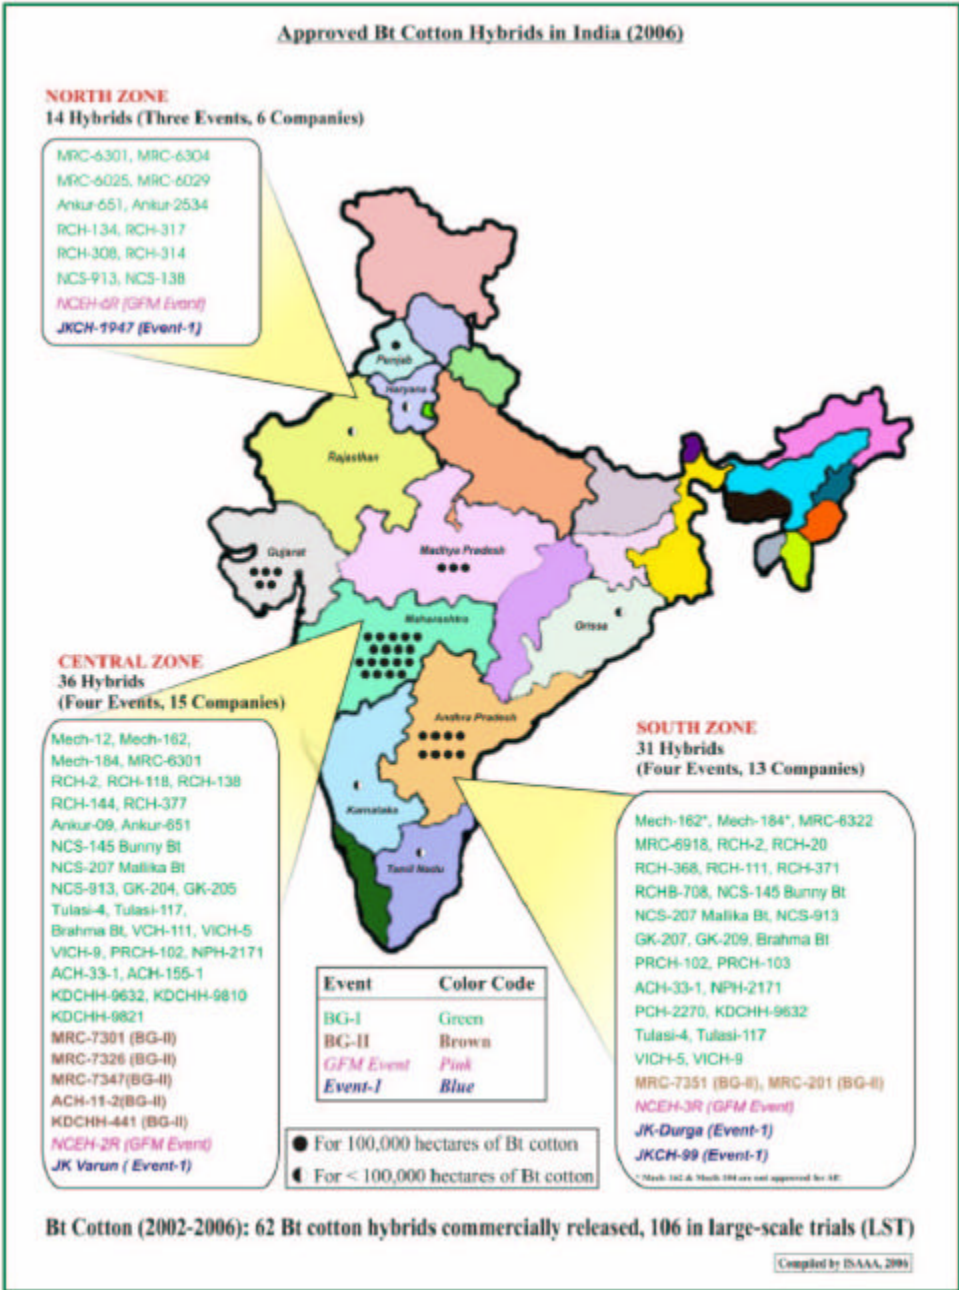 Approved Bt Cotton Hybrids in India (2006)
NORTH ZONE
14 Hybrids (Three Events, 6 Companies)
MRC-6301, MRC-6304
MRC-6025, MRC-6029
Ankur-651, Ankur-2534
RCH-134, RCH-317
RCH-308, RCH-314
NCS-913, NCS-138
NCEH-6R (GFM Event)
JKCH-1947 (Event-1)
Punjab
Haryana
Rajasthan
Gujarat
Madhya Pradesh
Maharashtra
Orissa
Andhra Pradesh
Karnataka
Tamil Nadu
CENTRAL ZONE
36 Hybrids
(Four Events, 15 Companies)
Mech-12, Mech-162,
Mech-184, MRC-6301
RCH-2, RCH-118, RCH-138
RCH-144, RCH-377
Ankur-09, Ankur-651
NCS-145 Bunny Bt
NCS-207 Mallika Bt
NCS-913, GK-204, GK-205
Tulasi-4, Tulasi-117,
Brahma Bt, VCH-111, VICH-5
VICH-9, PRCH-102, NPH-2171
ACH-33-1, ACH-155-1
KDCHH-9632, KDCHH-9810
KDCHH-9821
MRC-7301 (BG-II)
MRC-7326 (BG-II)
MRC-7347(BG-II)
ACH-11-2(BG-II)
KDCHH-441 (BG-II)
NCEH-2R (GFM Event)
JK Varun ( Event-1)
SOUTH ZONE
31 Hybrids
(Four Events, 13 Companies)
Mech-162*, Mech-184*, MRC-6322
MRC-6918, RCH-2, RCH-20
RCH-368, RCH-111, RCH-371
RCHB-708, NCS-145 Bunny Bt
NCS-207 Mallika Bt, NCS-913
GK-207, GK-209, Brahma Bt
PRCH-102, PRCH-103
ACH-33-1, NPH-2171
PCH-2270, KDCHH-9632
Tulasi-4, Tulasi-117
VICH-5, VICH-9
MRC-7351 (BG-II), MRC-201 (BG-II)
NCEH-3R (GFM Event)
JK-Durga (Event-1)
JKCH-99 (Event-1)
* Mech-162 & Mech-184 are not approved for AP.
Event Color Code
BG-I Green
BG-II Brown
GFM Event Pink
Event-1 Blue
For 100,000 hectares of Bt cotton
For < 100,000 hectares of Bt cotton
Bt Cotton (2002-2006): 62 Bt cotton hybrids commercially released, 106 in large-scale trials (LST)
Compiled by ISAAA, 2006